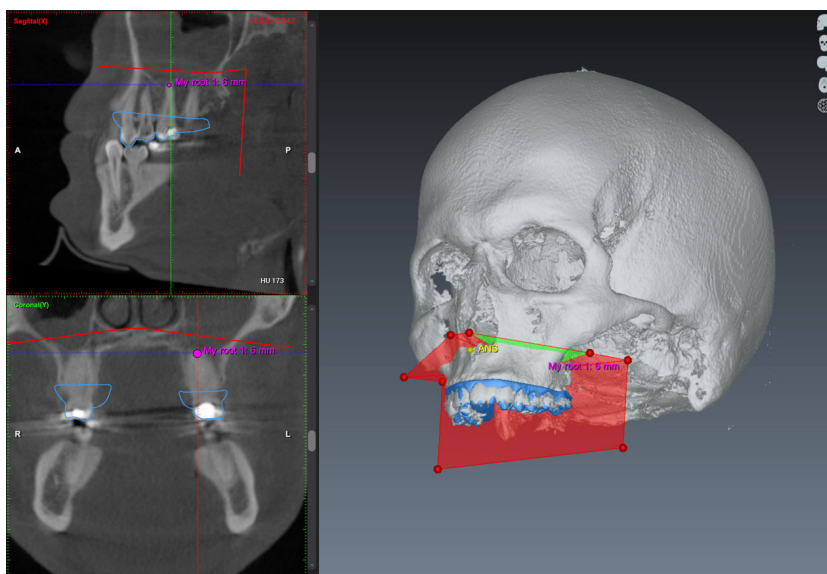 Sagittal(X)
My root 1: 6 mm
A
P
HU 173
Coronal(Y)
My root 1: 6 mm
R
L
ANS
My root 1: 6 mm